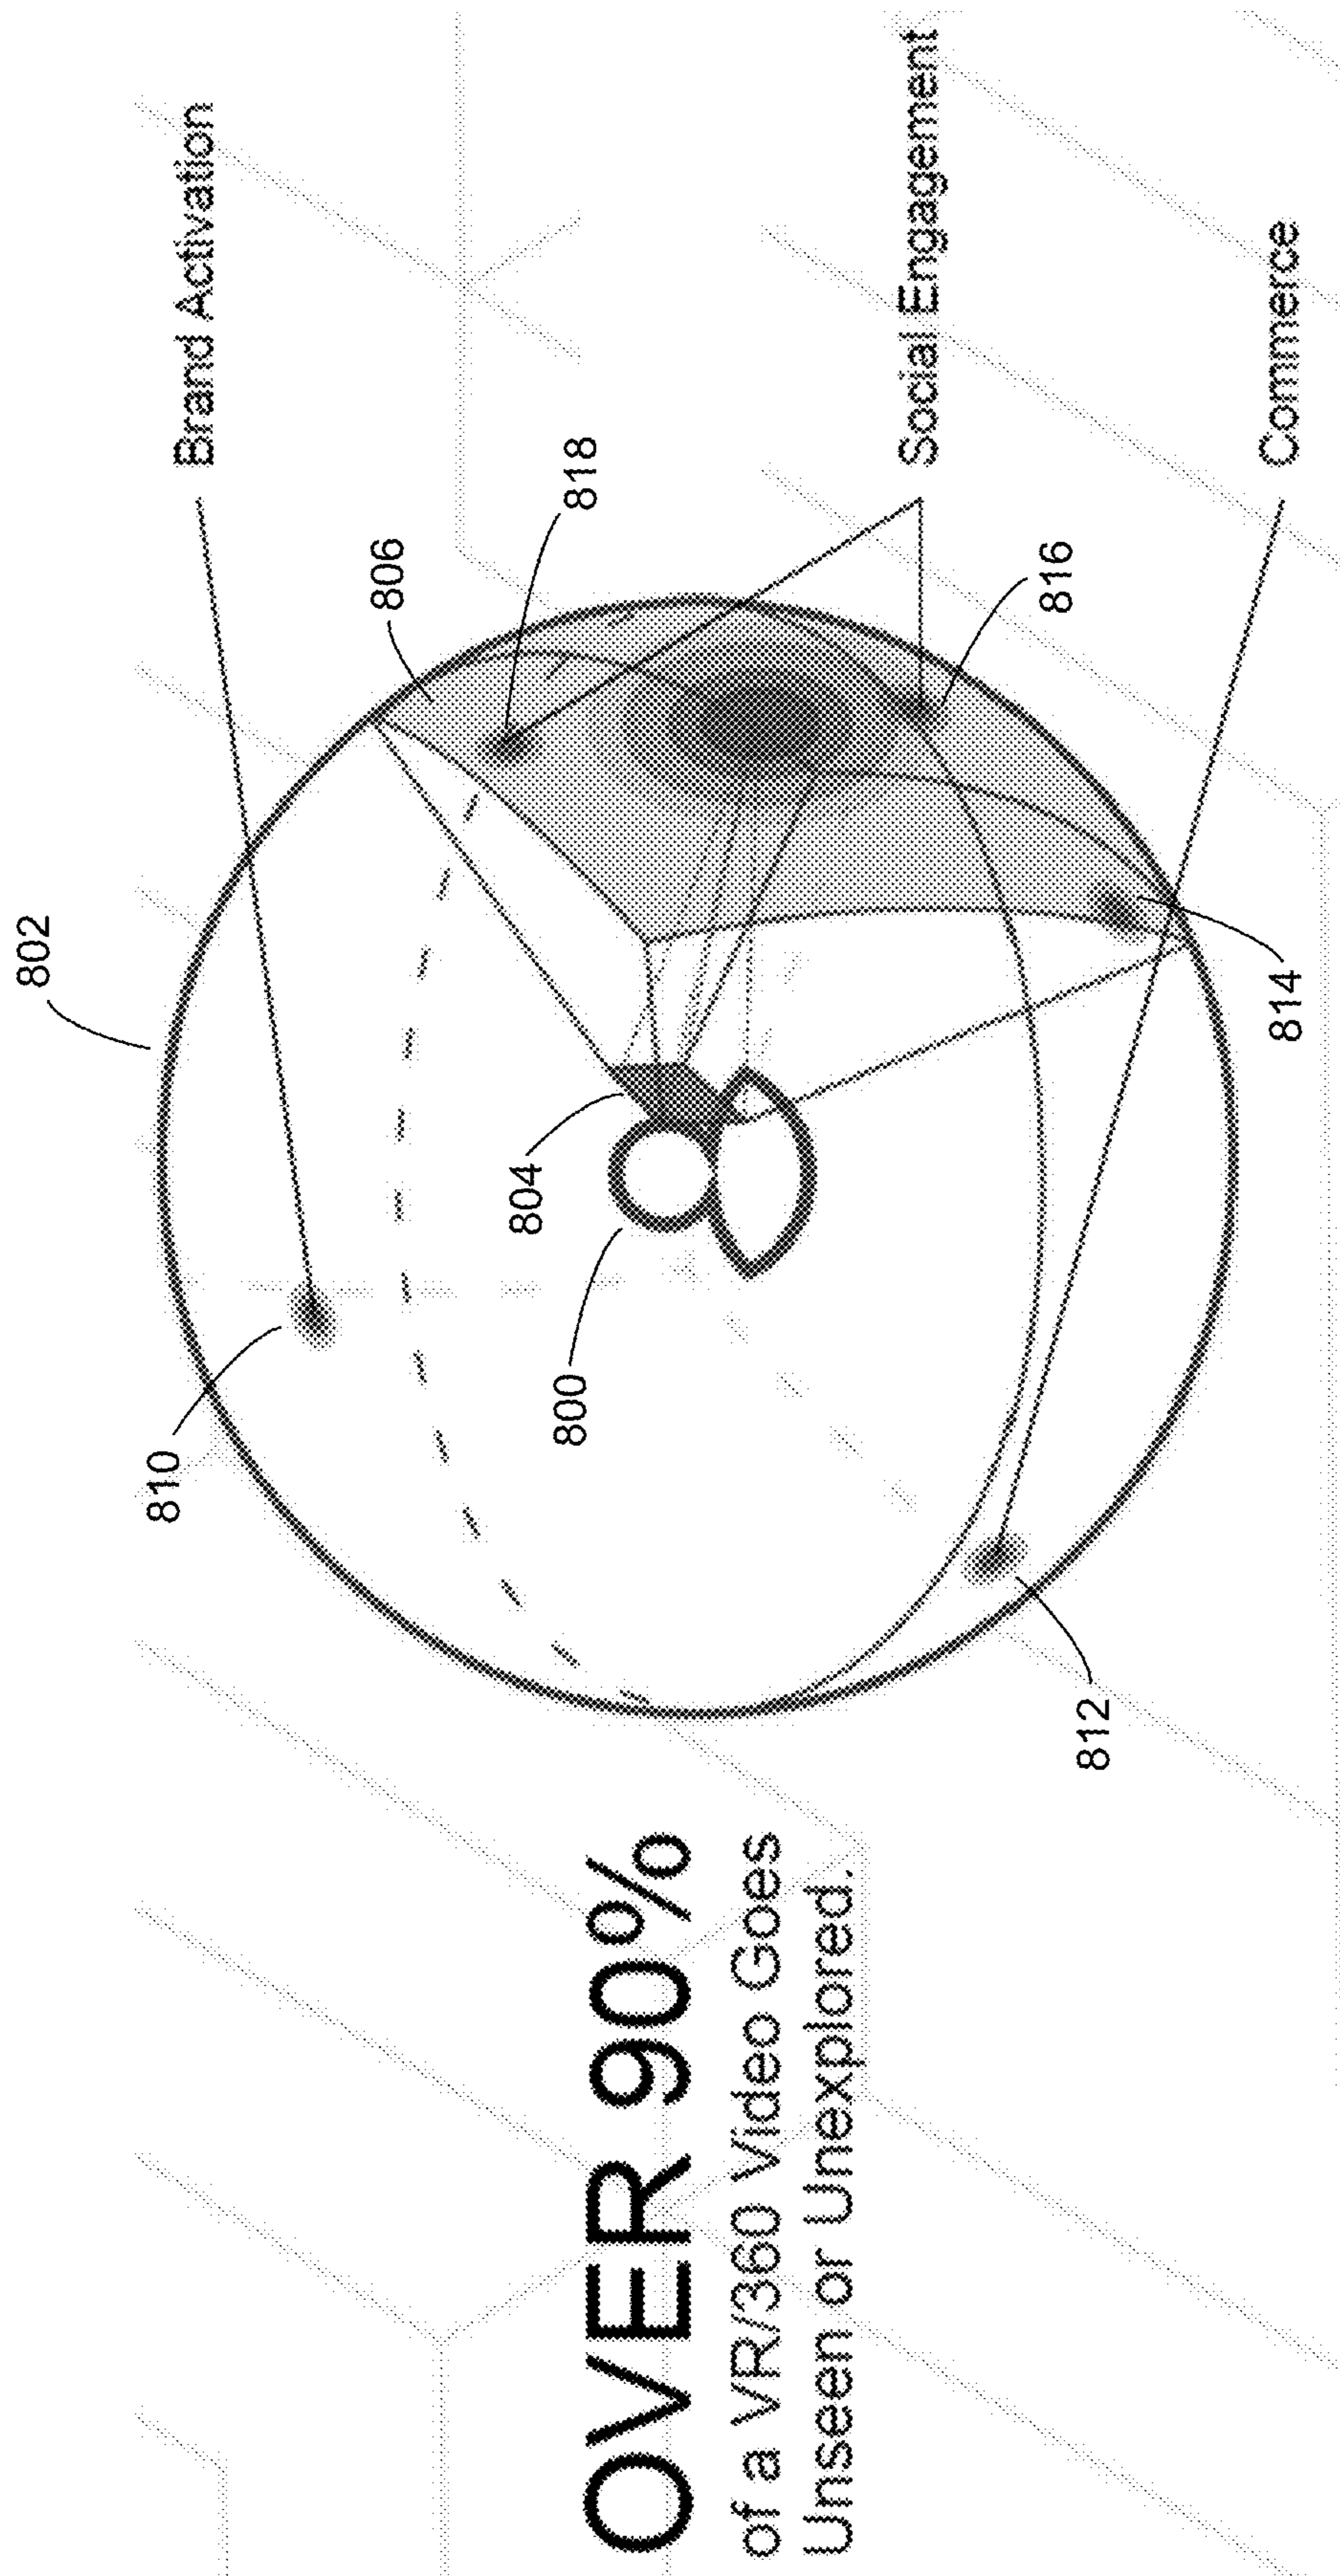 OVER 90%
of a VR/360 Video Goes
Unseen or Unexplored.
802
810
Brand Activation
806
818
804
800
Social Engagement
816
812
814
Commerce